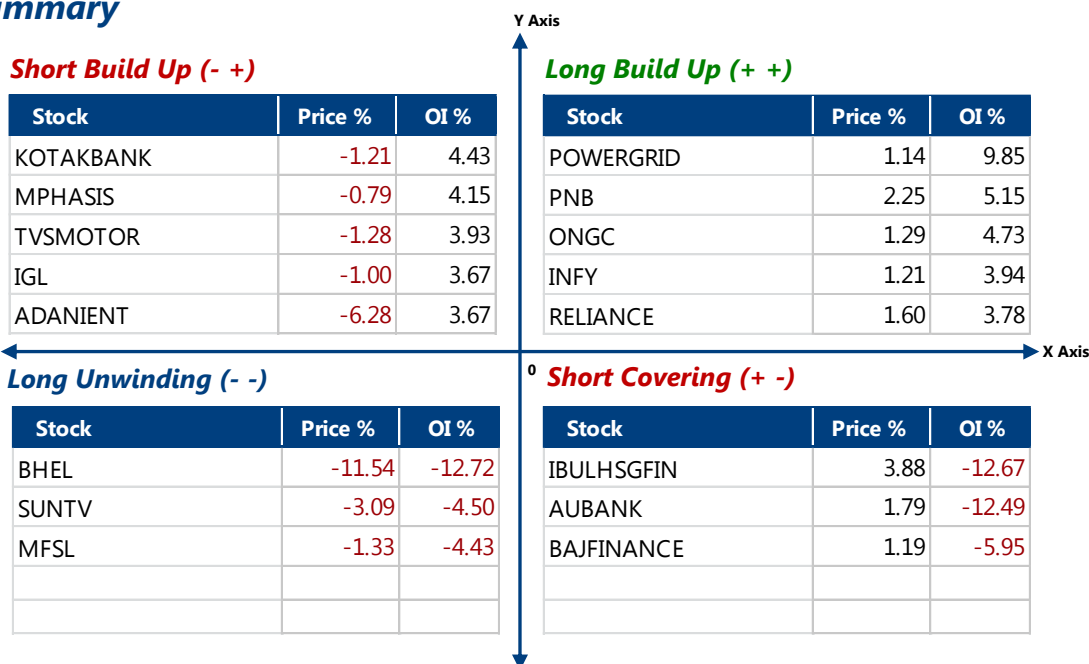 Y Axis
Short Build Up (- +)
Stock Price % OI %
KOTAKBANK -1.21 4.43
MPHASIS -0.79 4.15
TVSMOTOR -1.28 3.93
IGL -1.00 3.67
ADANIENT -6.28 3.67
Long Build Up (+ +)
Stock Price % OI %
POWERGRID 1.14 9.85
PNB 2.25 5.15
ONGC 1.29 4.73
INFY 1.21 3.94
RELIANCE 1.60 3.78
X Axis
0
Long Unwinding (- -)
Stock Price % OI %
BHEL -11.54 -12.72
SUNTV -3.09 -4.50
MFSL -1.33 -4.43
Short Covering (+ -)
Stock Price % OI %
IBULHSGFIN 3.88 -12.67
AUBANK 1.79 -12.49
BAJFINANCE 1.19 -5.95